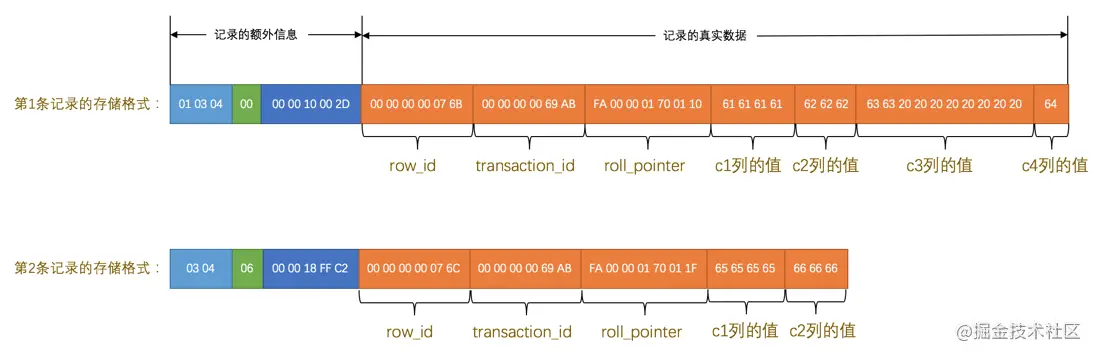 记录的额外信息 记录的真实数据
第1条记录的存储格式： 01 03 04 00 00 00 10 00 2D 00 00 00 00 07 6B 00 00 00 00 69 AB FA 00 00 01 70 01 10 61 61 61 61 62 62 62 63 63 20 20 20 20 20 20 20 20 64
row_id transaction_id roll_pointer c1列的值 c2列的值 c3列的值 c4列的值
第2条记录的存储格式： 03 04 06 00 00 18 FF C2 00 00 00 00 07 6C 00 00 00 00 69 AB FA 00 00 01 70 01 1F 65 65 65 65 66 66 66
row_id transaction_id roll_pointer c1列的值 c2列的值
@掘金技术社区